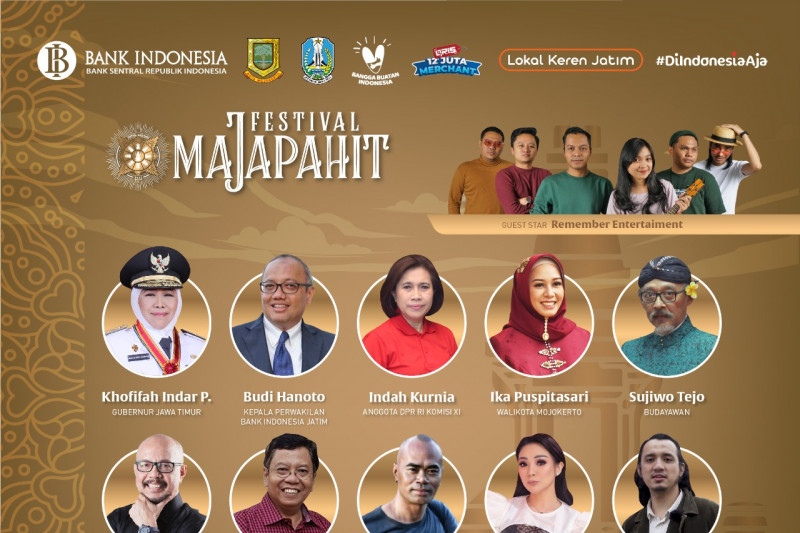 BANK INDONESIA
BANK SENTRAL REPUBLIK INDONESIA
BANGGA BUATAN
INDONESIA
QRIS
12 JUTA
MERCHANT
Lokal Keren Jatim
#DiIndonesiaAja
FESTIVAL
MAJAPAHIT
GUEST STAR Remember Entertaiment
Khofifah Indar P.
GUBERNUR JAWA TIMUR
Budi Hanoto
KEPALA PERWAKILAN
BANK INDONESIA JATIM
Indah Kurnia
ANGGOTA DPR RI KOMISI XI
Ika Puspitasari
WALIKOTA MOJOKERTO
Sujiwo Tejo
BUDAYAWAN